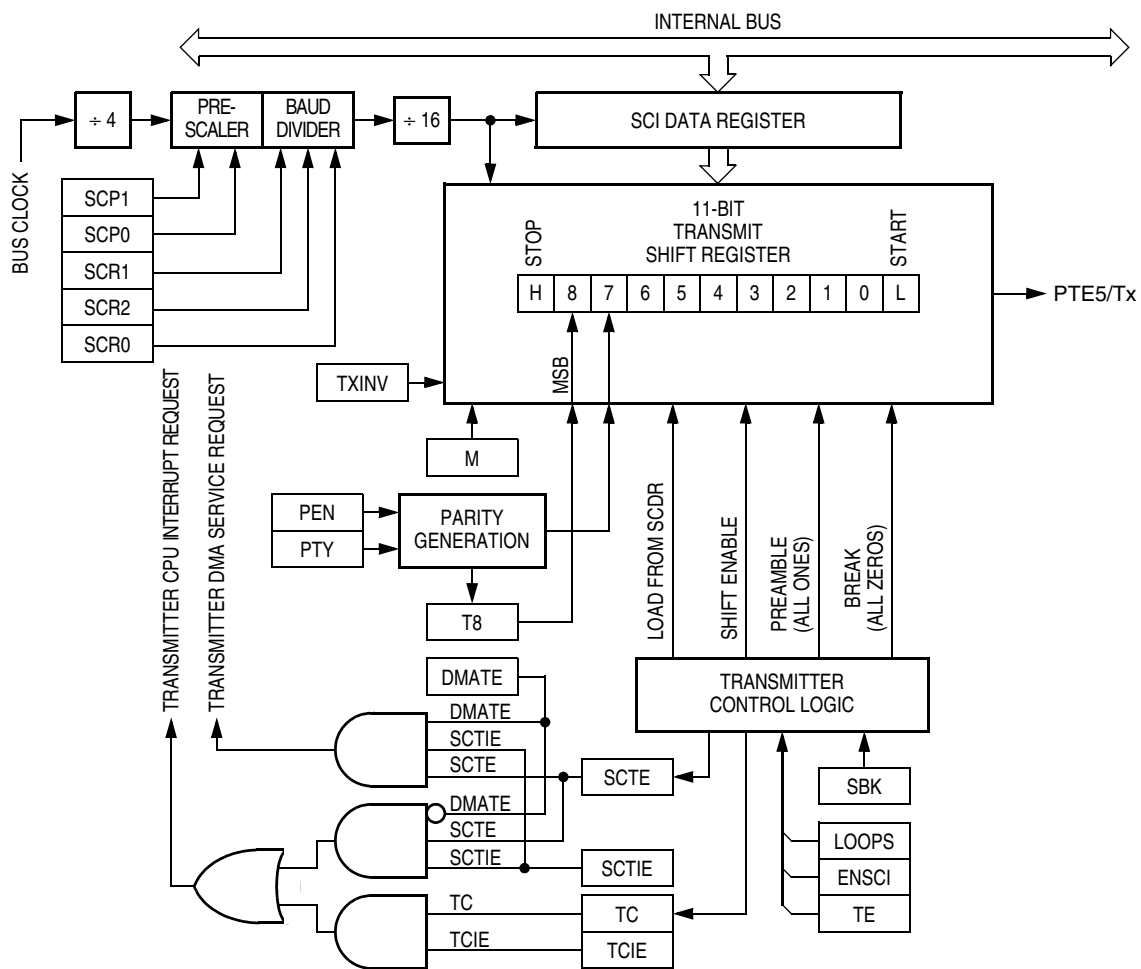 INTERNAL BUS
÷ 4
PRE-
SCALER
BAUD
DIVIDER
÷ 16
SCI DATA REGISTER
BUS CLOCK
SCP1
SCP0
SCR1
SCR2
SCR0
11-BIT
TRANSMIT
SHIFT REGISTER
STOP
START
H 8 7 6 5 4 3 2 1 0 L
PTE5/Tx
MSB
TXINV
M
TRANSMITTER CPU INTERRUPT REQUEST
TRANSMITTER DMA SERVICE REQUEST
PEN
PTY
PARITY
GENERATION
T8
LOAD FROM SCDR
SHIFT ENABLE
PREAMBLE
(ALL ONES)
BREAK
(ALL ZEROS)
TRANSMITTER
CONTROL LOGIC
DMATE
DMATE
SCTIE
SCTE
SCTE
SBK
DMATE
SCTE
SCTIE
SCTIE
LOOPS
ENSCI
TE
TC
TC
TCIE
TCIE